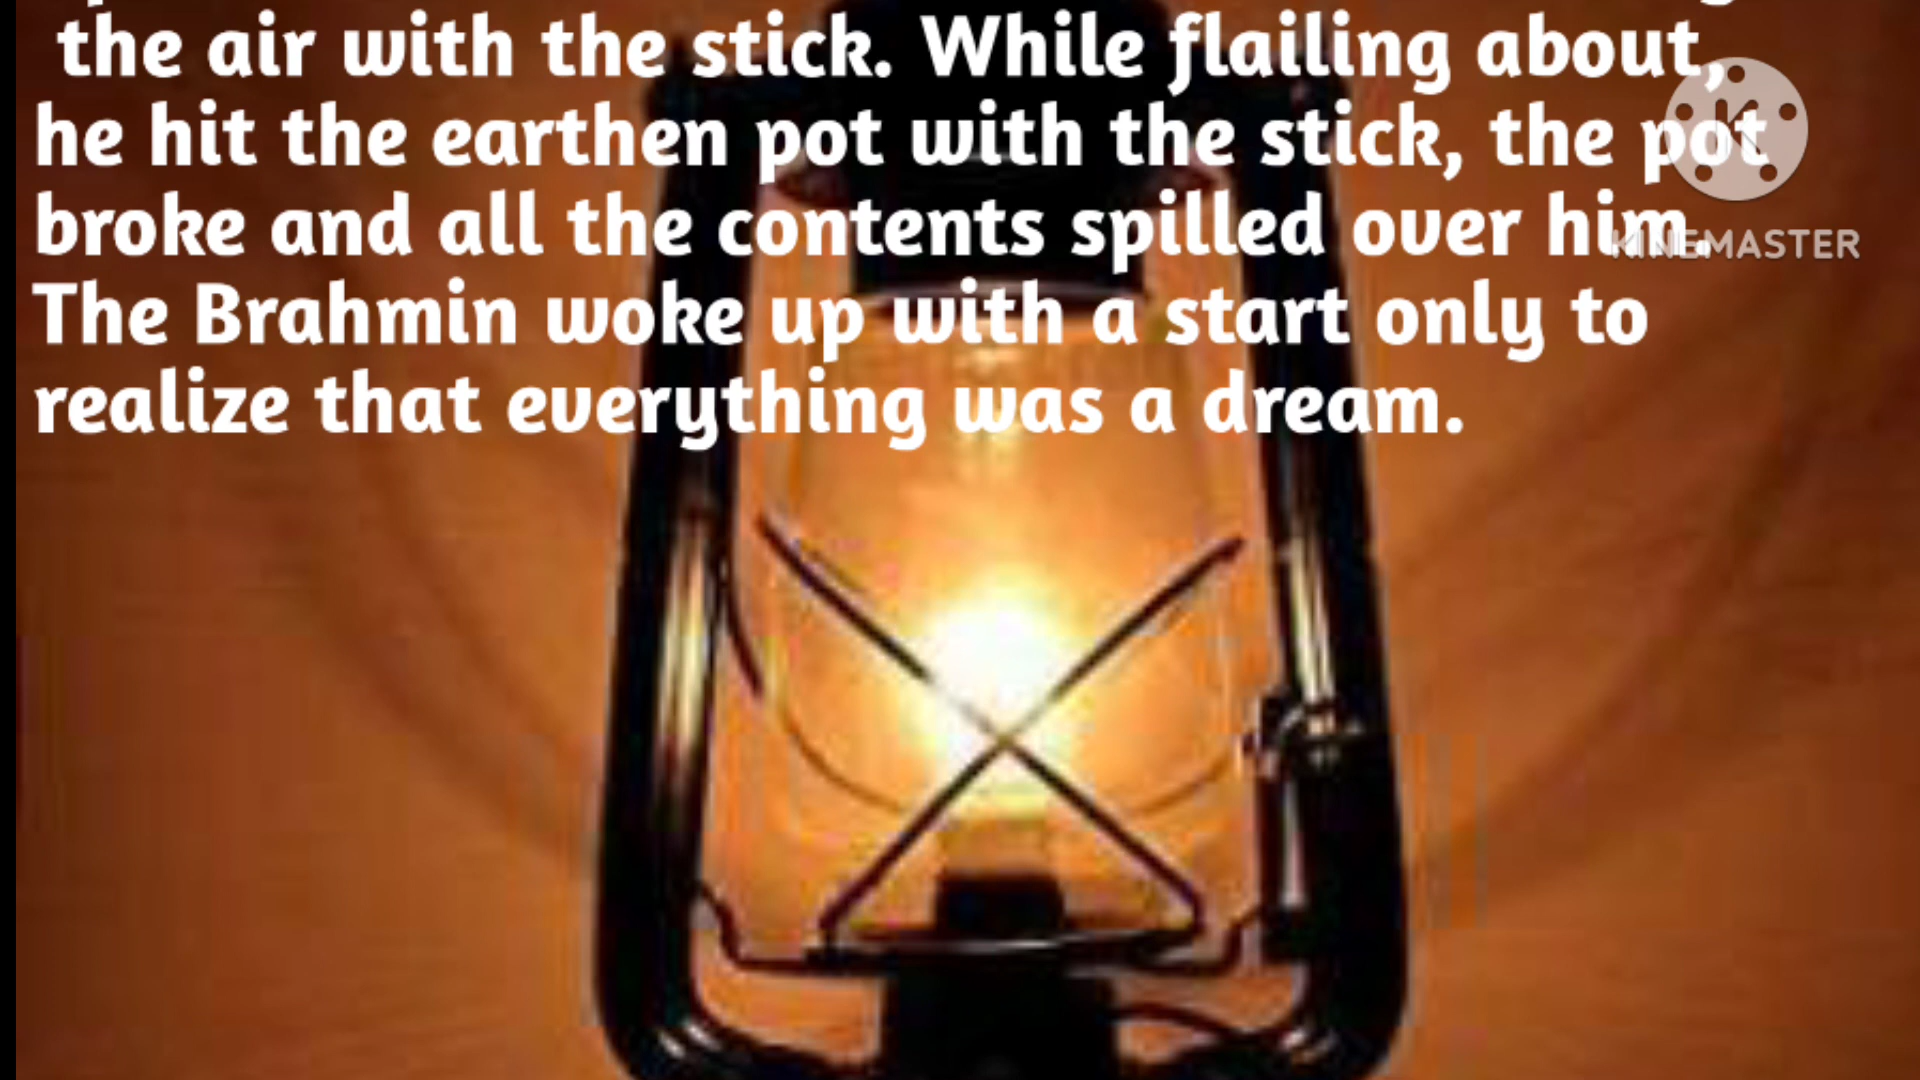 the air with the stick. While flailing about,
he hit the earthen pot with the stick, the pot
broke and all the contents spilled over him.
The Brahmin woke up with a start only to
realize that everything was a dream.
K
KINEMASTER